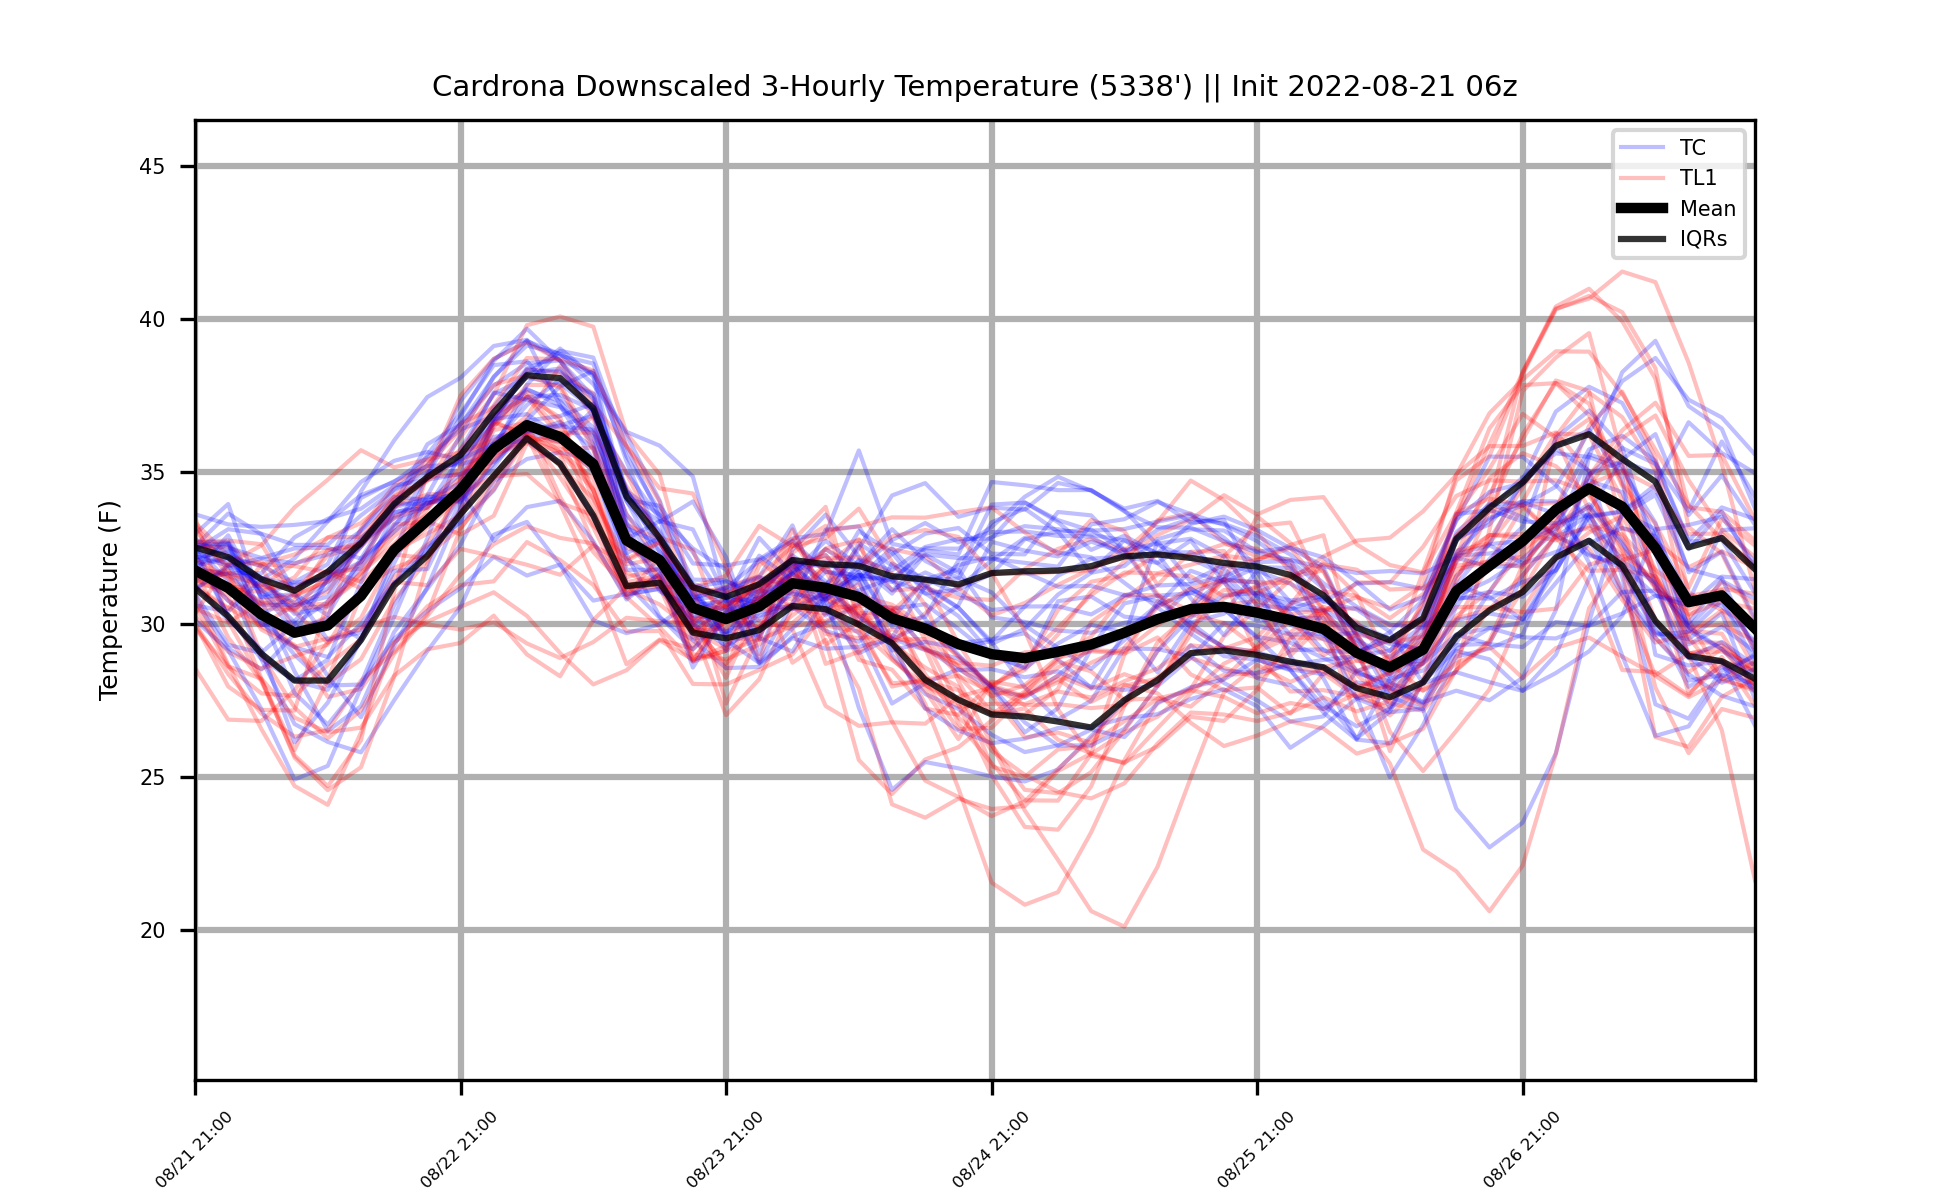 Cardrona Downscaled 3-Hourly Temperature (5338') || Init 2022-08-21 06z
TC
TL1
Mean
IQRs
Temperature (F)
45
40
35
30
25
20
08/21 21:00
08/22 21:00
08/23 21:00
08/24 21:00
08/25 21:00
08/26 21:00